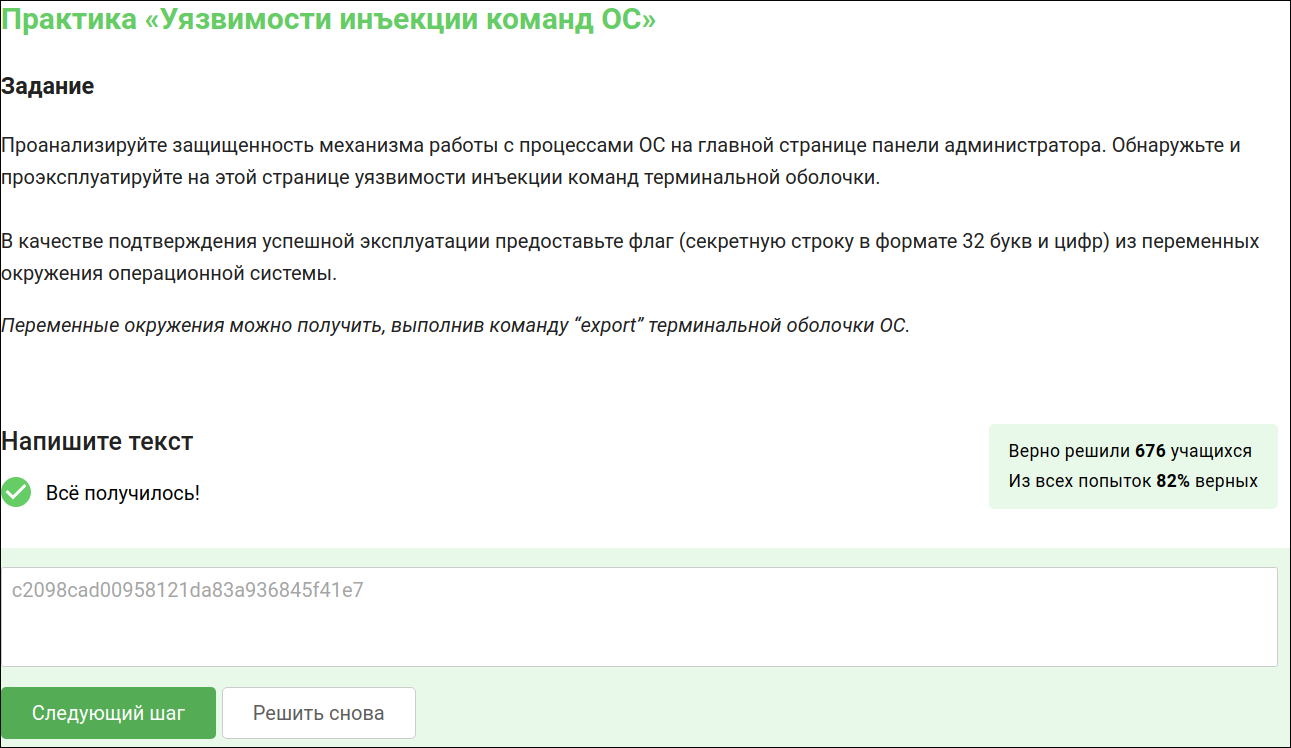 Практика «Уязвимости инъекции команд ОС»
Задание
Проанализируйте защищенность механизма работы с процессами ОС на главной странице панели администратора. Обнаружьте и
проэксплуатируйте на этой странице уязвимости инъекции команд терминальной оболочки.
В качестве подтверждения успешной эксплуатации предоставьте флаг (секретную строку в формате 32 букв и цифр) из переменных
окружения операционной системы.
Переменные окружения можно получить, выполнив команду “export” терминальной оболочки ОС.
Напишите текст
Верно решили 676 учащихся
Из всех попыток 82% верных
Всё получилось!
c2098cad00958121da83a936845f41e7
Следующий шаг
Решить снова